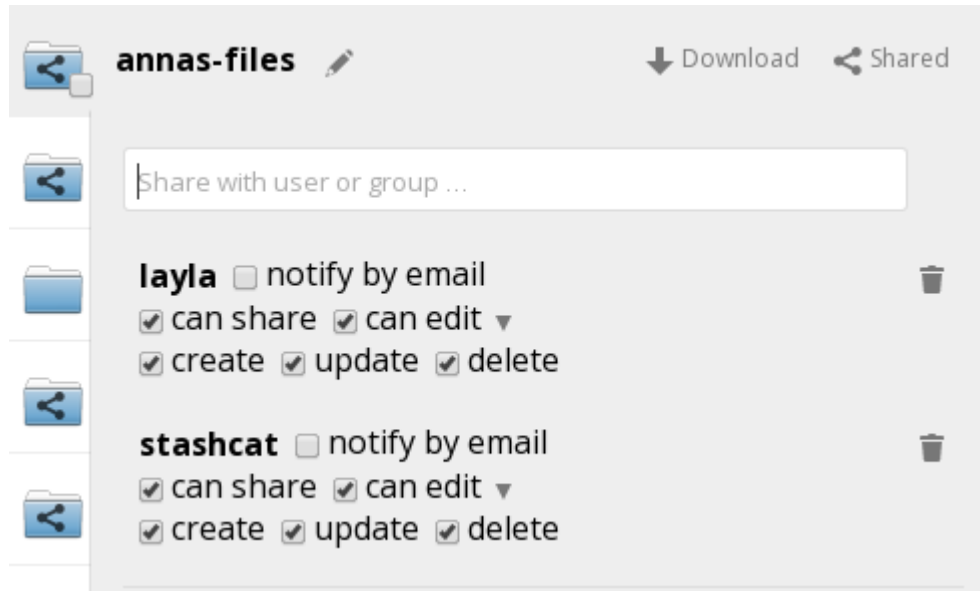 annas-files Download Shared
Share with user or group ...
layla notify by email
can share can edit
create update delete
stashcat notify by email
can share can edit
create update delete